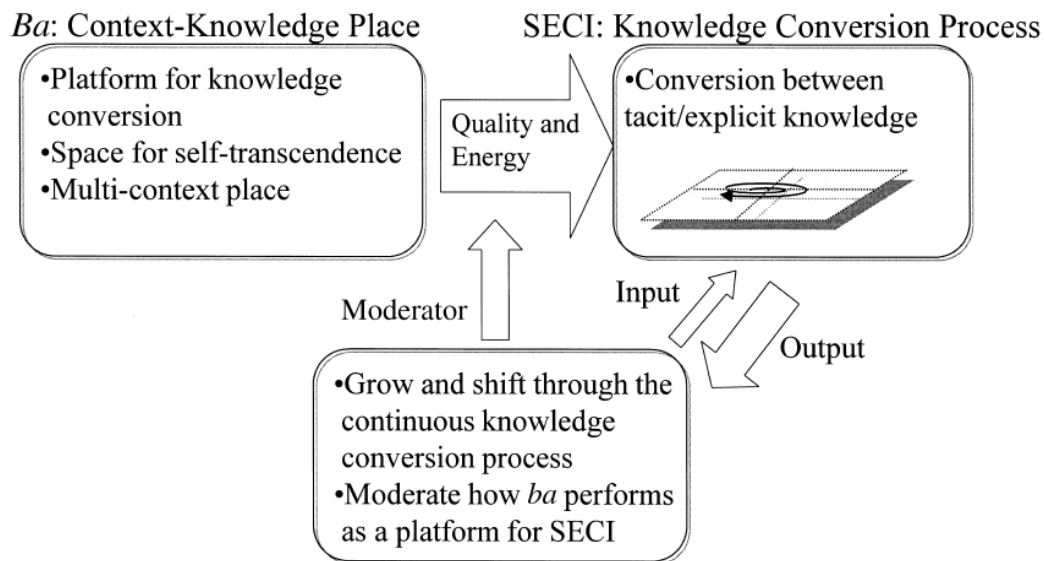 Ba: Context-Knowledge Place
•Platform for knowledge
conversion
•Space for self-transcendence
•Multi-context place
Quality and
Energy
SECI: Knowledge Conversion Process
•Conversion between
tacit/explicit knowledge
Moderator
Input
Output
•Grow and shift through the
continuous knowledge
conversion process
•Moderate how ba performs
as a platform for SECI